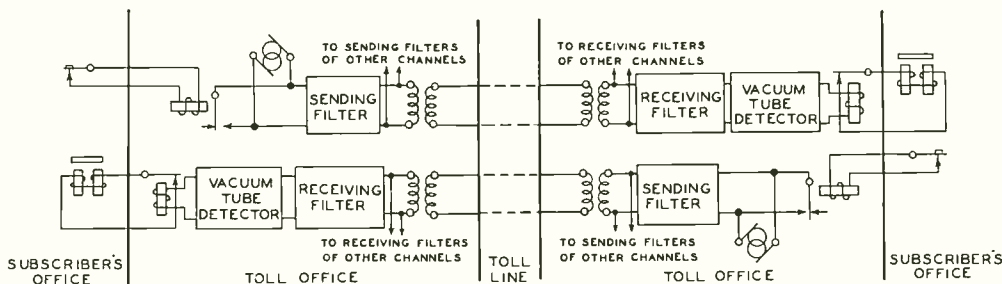 TO SENDING FILTERS
OF OTHER CHANNELS
SENDING
FILTER
TO RECEIVING FILTERS
OF OTHER CHANNELS
RECEIVING
FILTER
VACUUM
TUBE
DETECTOR
VACUUM
TUBE
DETECTOR
RECEIVING
FILTER
TO RECEIVING FILTERS
OF OTHER CHANNELS
SENDING
FILTER
TO SENDING FILTERS
OF OTHER CHANNELS
SUBSCRIBER'S
OFFICE
TOLL OFFICE
TOLL
LINE
TOLL OFFICE
SUBSCRIBER'S
OFFICE